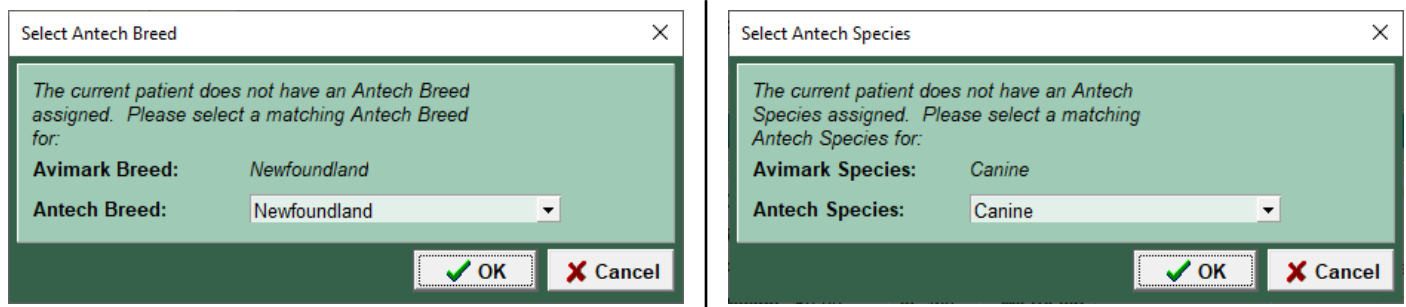 Select Antech Breed
The current patient does not have an Antech Breed
assigned. Please select a matching Antech Breed
for:
Avimark Breed: Newfoundland
Antech Breed: Newfoundland
OK Cancel
Select Antech Species
The current patient does not have an Antech
Species assigned. Please select a matching
Antech Species for:
Avimark Species: Canine
Antech Species: Canine
OK Cancel